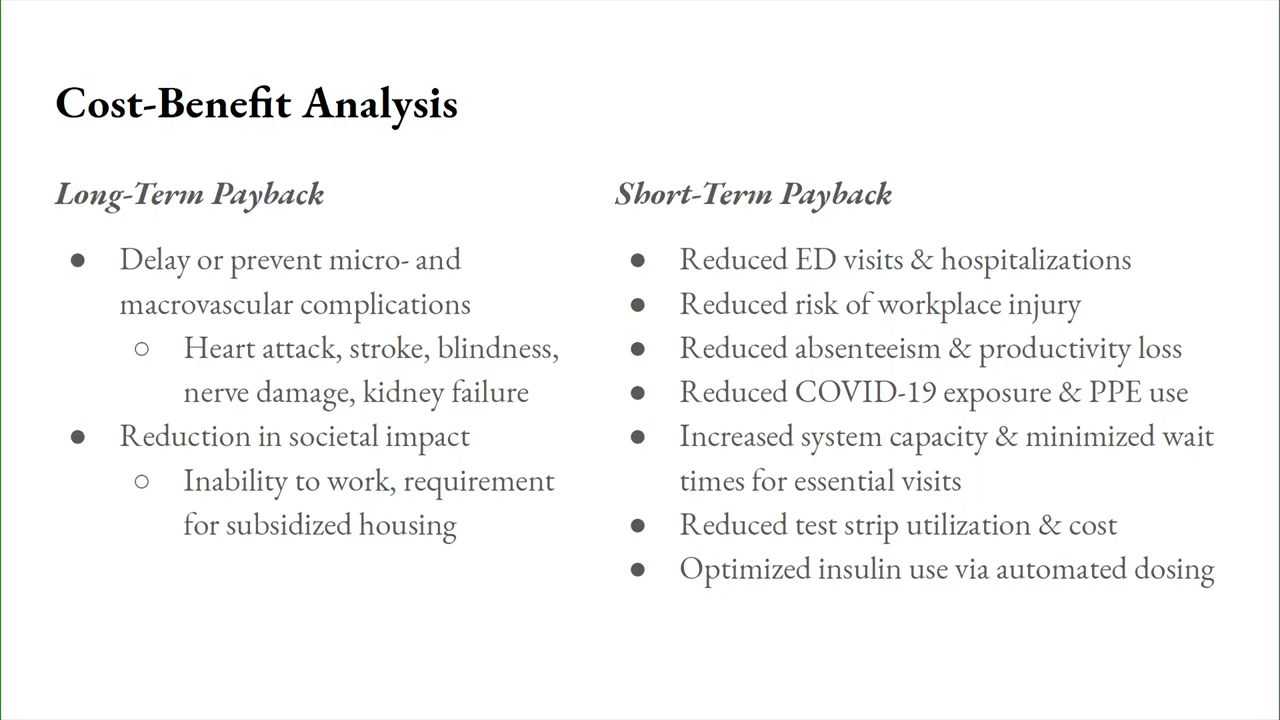 Cost-Benefit Analysis
Long-Term Payback
● Delay or prevent micro- and
macrovascular complications
○ Heart attack, stroke, blindness,
nerve damage, kidney failure
● Reduction in societal impact
○ Inability to work, requirement
for subsidized housing
Short-Term Payback
● Reduced ED visits & hospitalizations
● Reduced risk of workplace injury
● Reduced absenteeism & productivity loss
● Reduced COVID-19 exposure & PPE use
● Increased system capacity & minimized wait
times for essential visits
● Reduced test strip utilization & cost
● Optimized insulin use via automated dosing